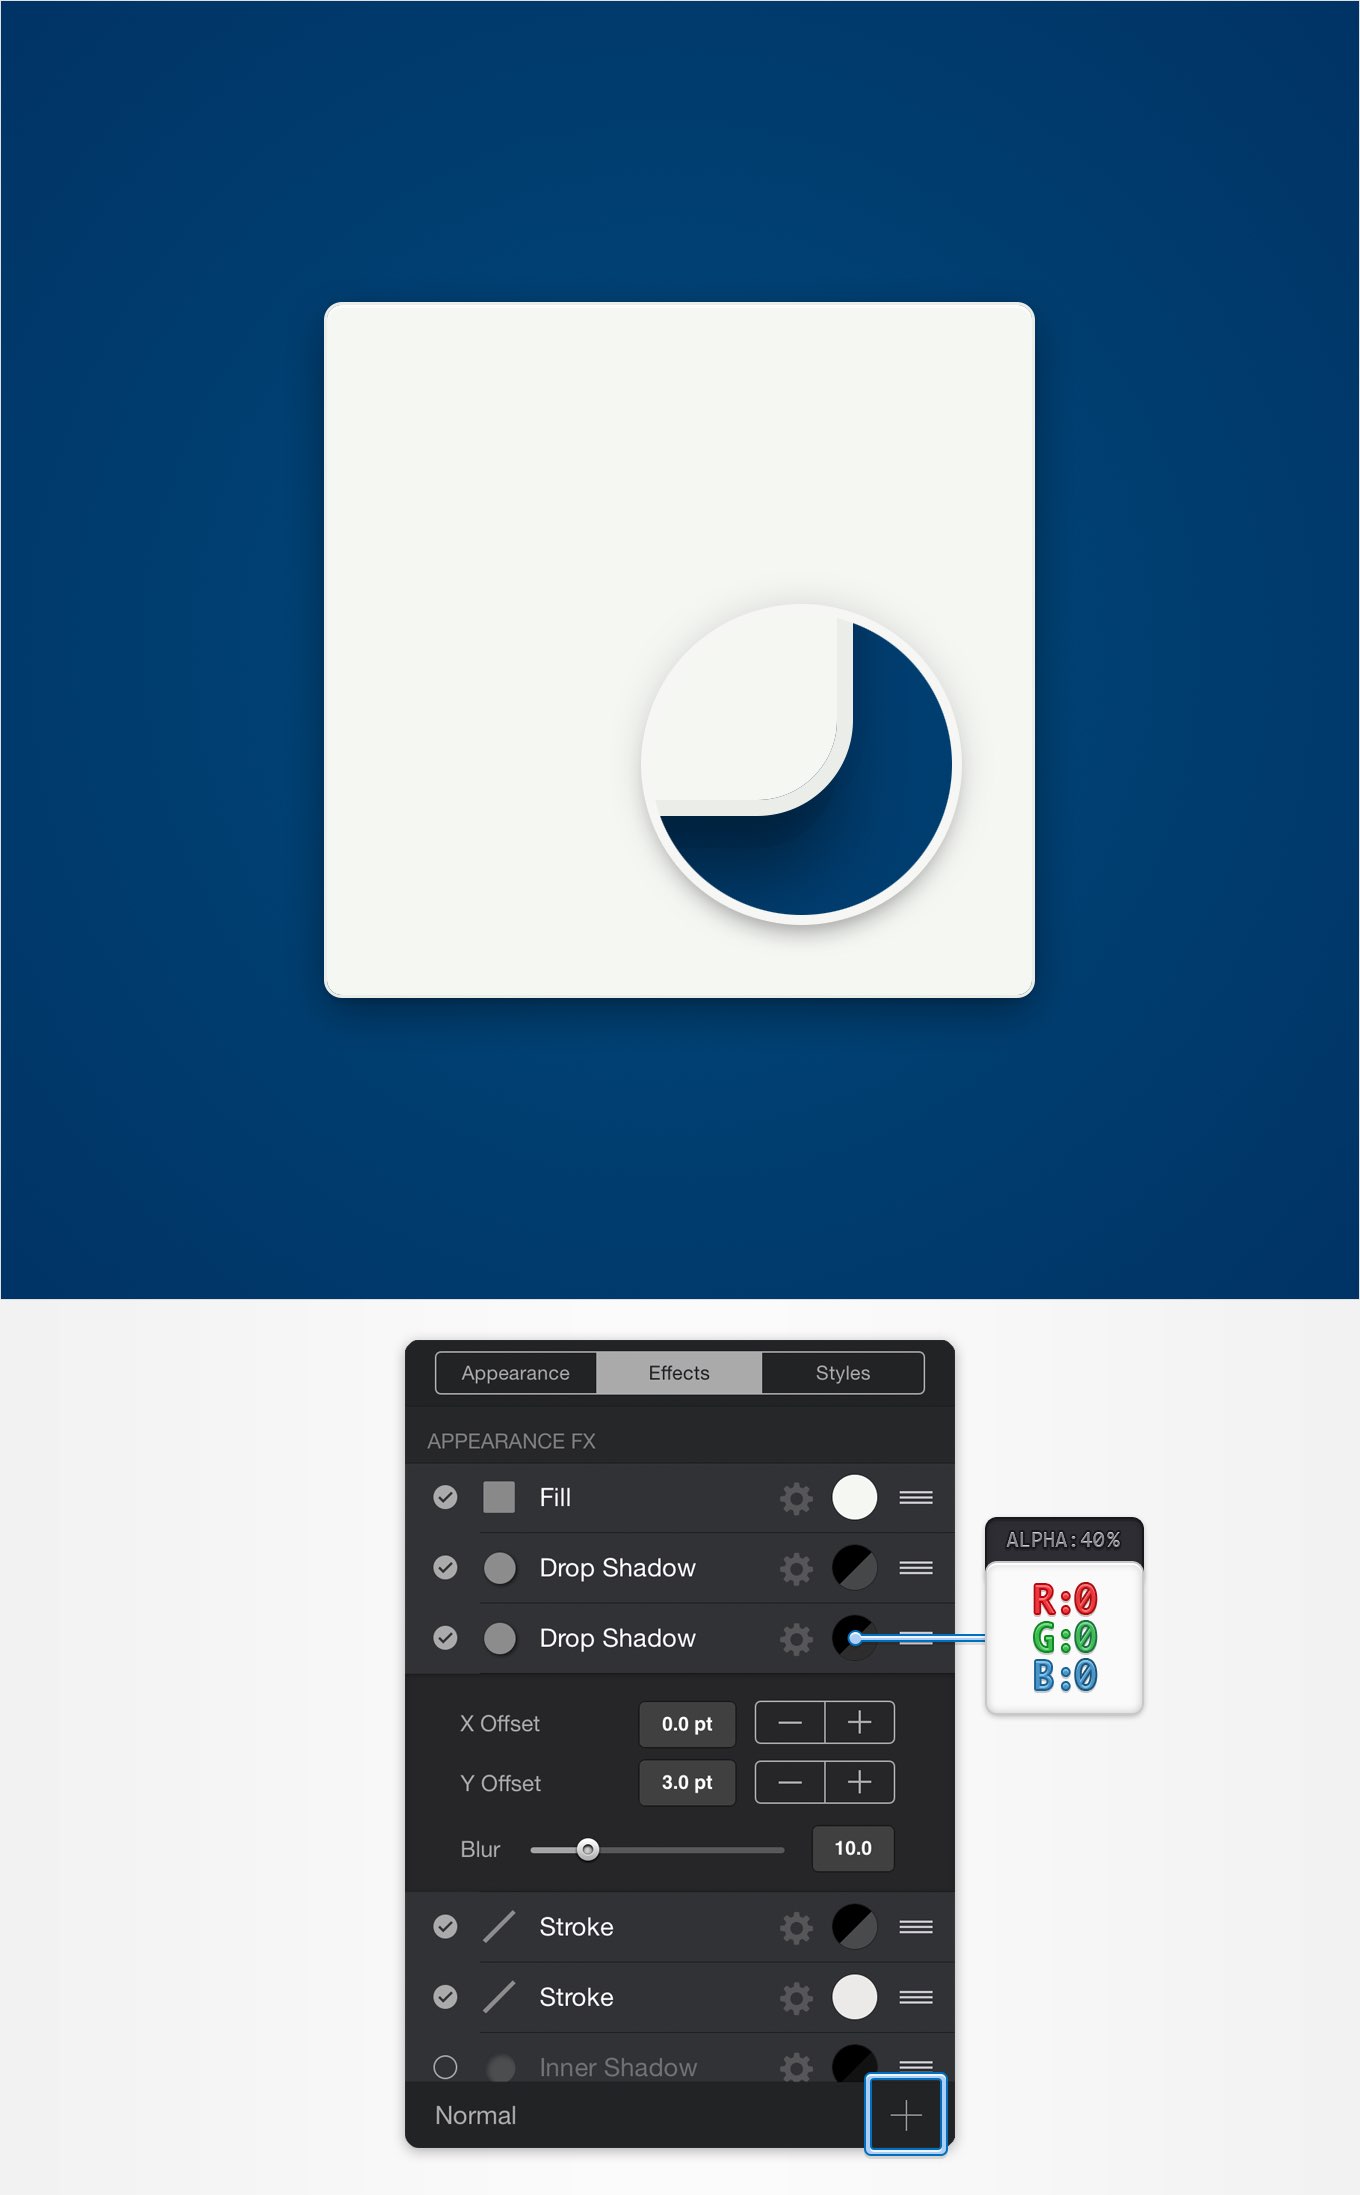 Appearance Effects Styles
APPEARANCE FX
Fill
Drop Shadow
ALPHA:40%
Drop Shadow
R:0
G:0
B:0
X Offset 0.0 pt
Y Offset 3.0 pt
Blur 10.0
Stroke
Stroke
Inner Shadow
Normal